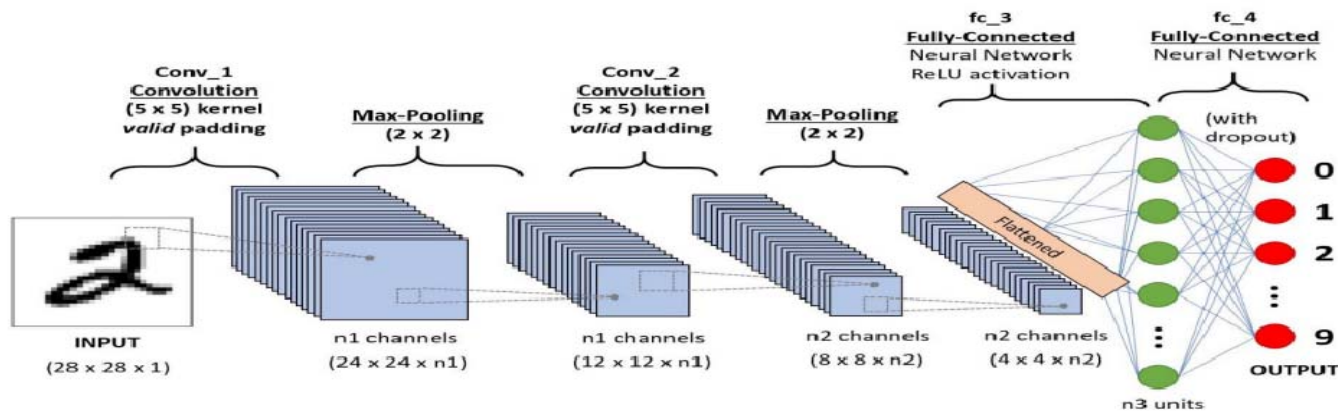 fc_3
Fully-Connected
Neural Network
ReLU activation
fc_4
Fully-Connected
Neural Network
Conv_1
Convolution
(5 x 5) kernel
valid padding
Max-Pooling
(2 x 2)
Conv_2
Convolution
(5 x 5) kernel
valid padding
Max-Pooling
(2 x 2)
(with
dropout)
Flattened
0
1
2
9
INPUT
(28 x 28 x 1)
n1 channels
(24 x 24 x n1)
n1 channels
(12 x 12 x n1)
n2 channels
(8 x 8 x n2)
n2 channels
(4 x 4 x n2)
OUTPUT
n3 units